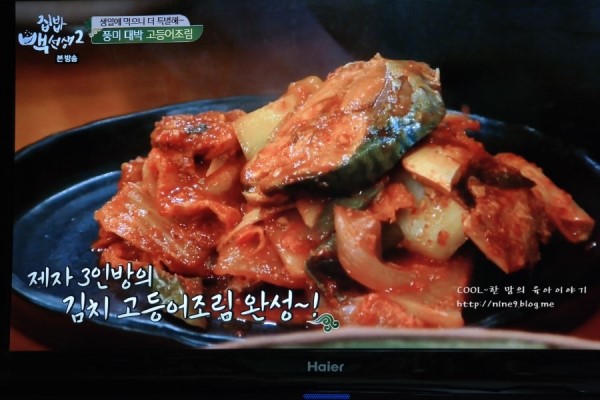 집밥
백선생2
본 방송
생일에 먹으니 더 특별해~
풍미 대박 고등어조림
제자 3인방의
김치 고등어조림 완성~!
COOL~한 맘의 육아이야기
http://nine9.blog.me
Haier